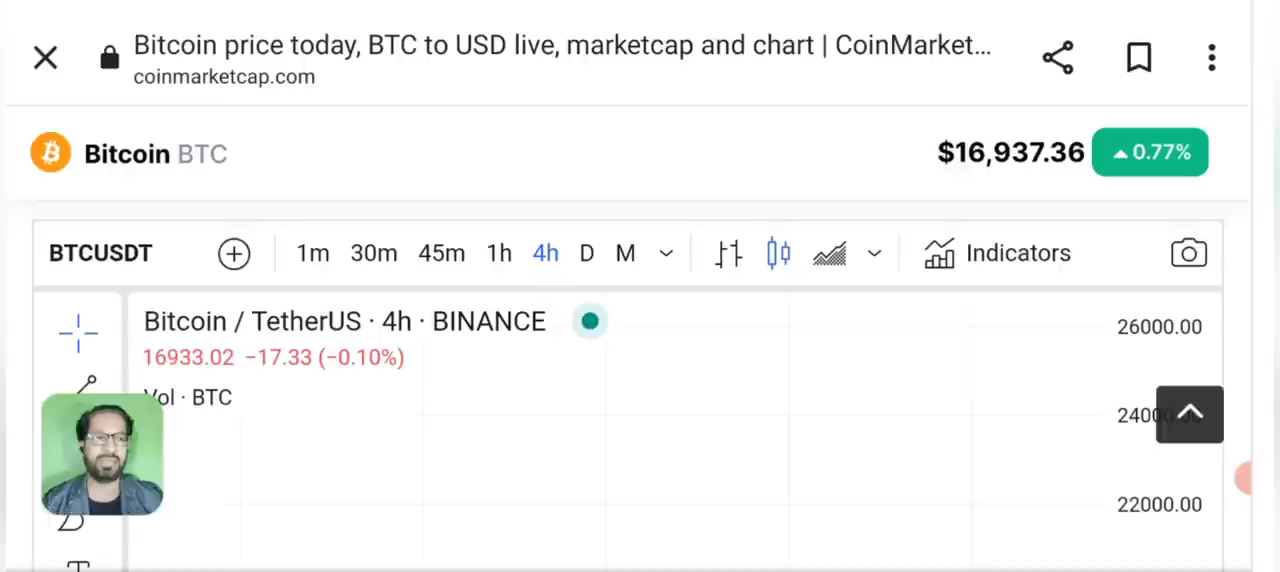 Bitcoin price today, BTC to USD live, marketcap and chart | CoinMarket...
coinmarketcap.com
Bitcoin BTC
$16,937.36 0.77%
BTCUSDT 1m 30m 45m 1h 4h D M Indicators
Bitcoin / TetherUS · 4h · BINANCE
26000.00
16933.02 −17.33 (−0.10%)
Vol · BTC
22000.00